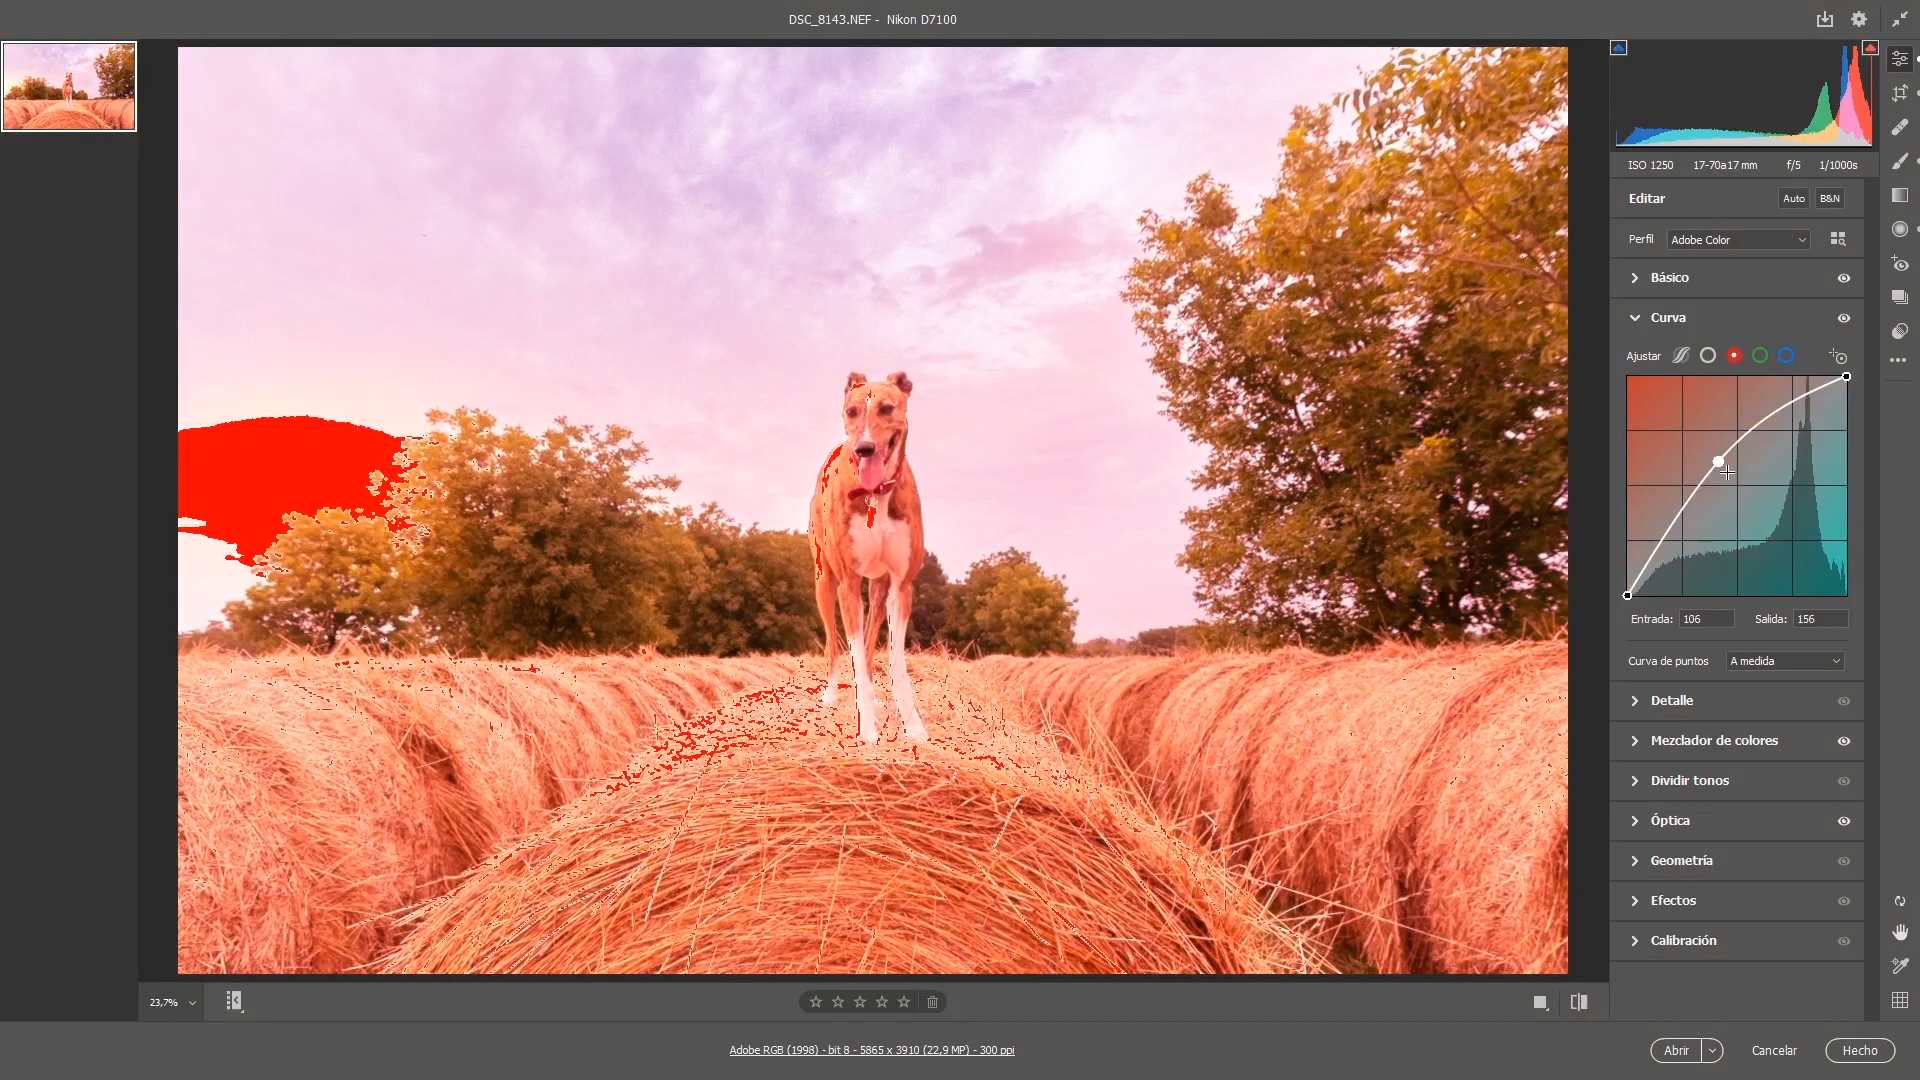 DSC_8143.NEF - Nikon D7100
ISO 1250 17-70a17 mm f/5 1/1000s
Editar Auto B&N
Perfil Adobe Color
Básico
Curva
Ajustar
Entrada: 106 Salida: 156
Curva de puntos A medida
Detalle
Mezclador de colores
Dividir tonos
Óptica
Geometría
Efectos
Calibración
23,7%
Adobe RGB (1998) - bit 8 - 5865 x 3910 (22,9 MP) - 300 ppi
Abrir Cancelar Hecho